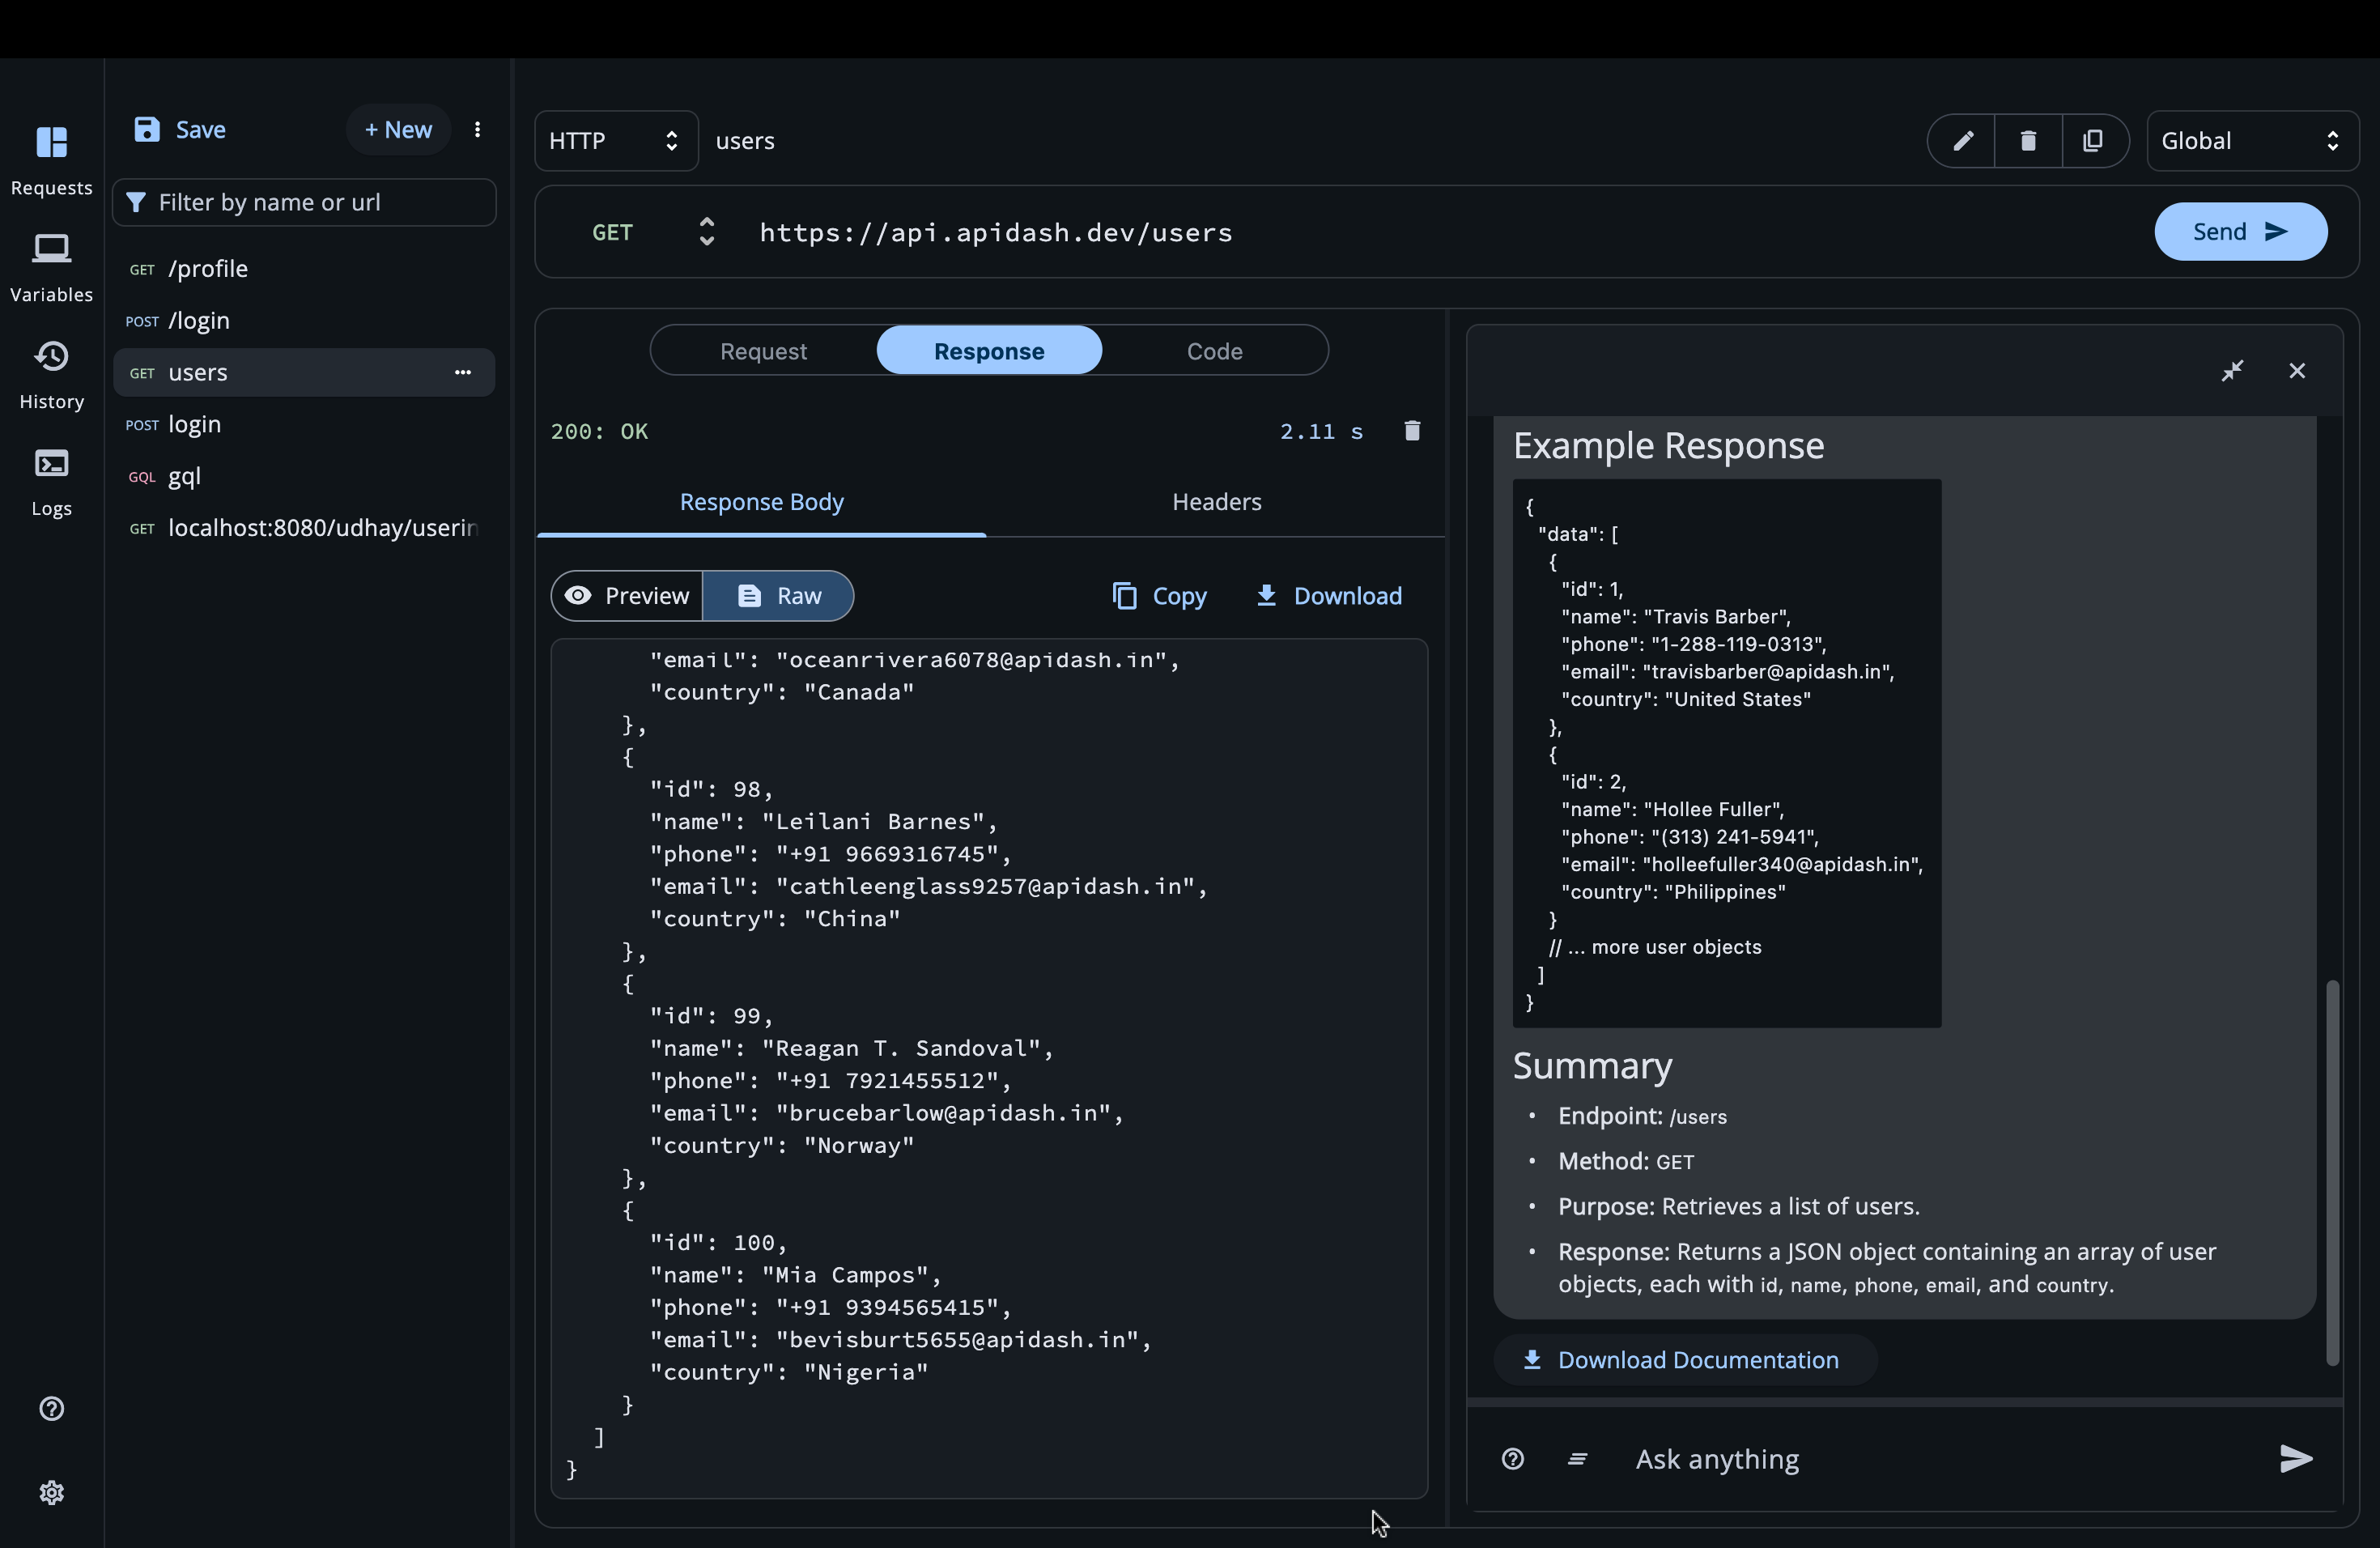 Requests
Variables
History
Logs
Save
+ New
Filter by name or url
GET /profile
POST /login
GET users
POST login
GQL gql
GET localhost:8080/udhay/userin
HTTP
users
Global
GET
https://api.apidash.dev/users
Send
Request
Response
Code
200: OK
2.11 s
Response Body
Headers
Preview
Raw
Copy
Download
"email": "oceanrivera6078@apidash.in",
"country": "Canada"
},
{
"id": 98,
"name": "Leilani Barnes",
"phone": "+91 9669316745",
"email": "cathleenglass9257@apidash.in",
"country": "China"
},
{
"id": 99,
"name": "Reagan T. Sandoval",
"phone": "+91 7921455512",
"email": "brucebarlow@apidash.in",
"country": "Norway"
},
{
"id": 100,
"name": "Mia Campos",
"phone": "+91 9394565415",
"email": "bevisburt5655@apidash.in",
"country": "Nigeria"
}
]
}
Example Response
{
"data": [
{
"id": 1,
"name": "Travis Barber",
"phone": "1-288-119-0313",
"email": "travisbarber@apidash.in",
"country": "United States"
},
{
"id": 2,
"name": "Hollee Fuller",
"phone": "(313) 241-5941",
"email": "holleefuller340@apidash.in",
"country": "Philippines"
}
// ... more user objects
]
}
Summary
• Endpoint: /users
• Method: GET
• Purpose: Retrieves a list of users.
• Response: Returns a JSON object containing an array of user
objects, each with id, name, phone, email, and country.
Download Documentation
Ask anything